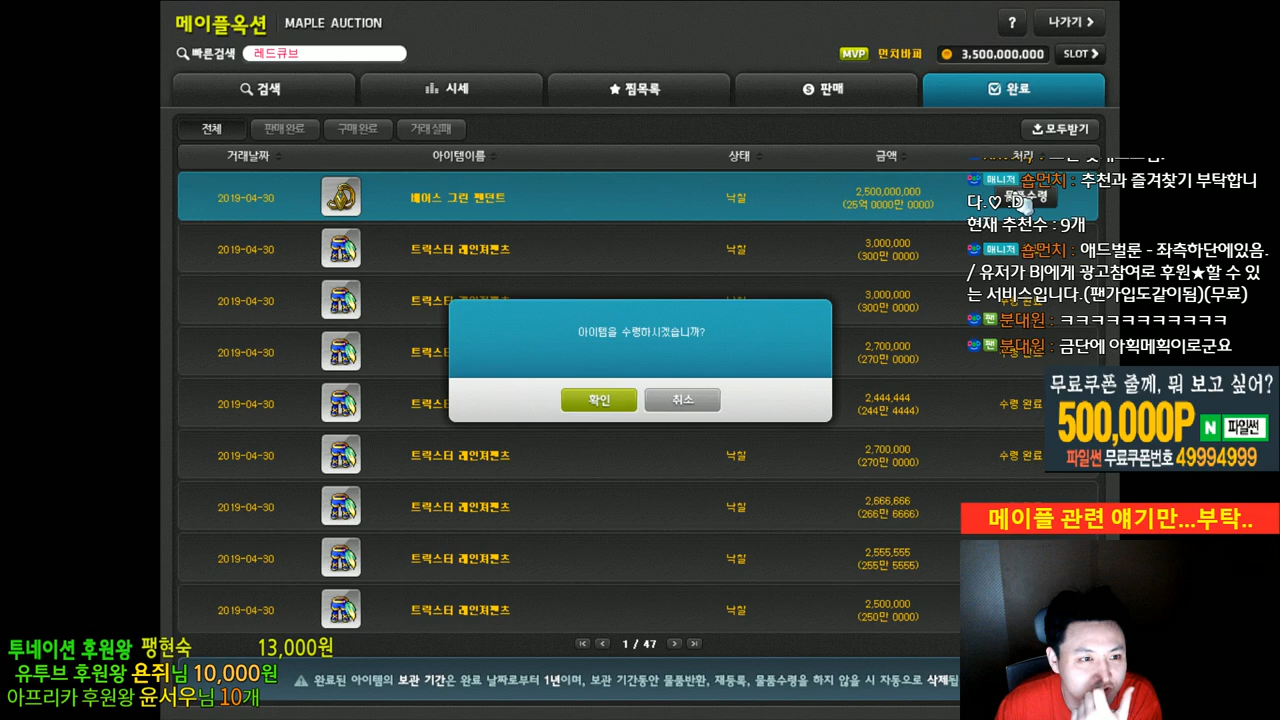 메이플옥션 MAPLE AUCTION
? 나가기
빠른검색 레드큐브
MVP 먼치바페 3,500,000,000 SLOT
검색 시세 찜목록 판매 완료
전체 판매 완료 구매 완료 거래 실패 모두받기
거래날짜 아이템이름 상태 금액 처리
2019-04-30 베이스 그린 펜던트 낙찰 2,500,000,000
(25억 0000만 0000)
2019-04-30 트릭스터 레인져팬츠 낙찰 3,000,000
(300만 0000)
2019-04-30 트릭스 3,000,000
(300만 0000)
2019-04-30 트릭스 2,700,000
(270만 0000)
2019-04-30 트릭스 2,444,444 수령 완료
(244만 4444)
2019-04-30 트릭스터 레인져팬츠 낙찰 2,700,000 수령 완료
(270만 0000)
2019-04-30 트릭스터 레인져팬츠 낙찰 2,666,666
(266만 6666)
2019-04-30 트릭스터 레인져팬츠 낙찰 2,555,555
(255만 5555)
2019-04-30 트릭스터 레인져팬츠 낙찰 2,500,000
(250만 0000)
아이템을 수령하시겠습니까?
확인 취소
1 / 47
완료된 아이템의 보관 기간은 완료 날짜로부터 1년이며, 보관 기간동안 물품반환, 재등록, 물품수령을 하지 않을 시 자동으로 삭제됩
매니저 숍먼치 : 추천과 즐겨찾기 부탁합니
다.♡ :D
현재 추천수 : 9개
매니저 숍먼치 : 애드벌룬 - 좌측하단에있음.
/ 유저가 BJ에게 광고참여로 후원★할 수 있
는 서비스입니다.(팬가입도같이됨)(무료)
팬 분대원 : ㅋㅋㅋㅋㅋㅋㅋㅋㅋㅋㅋ
팬 분대원 : 금단에 아획메획이로군요
무료쿠폰 줄께, 뭐 보고 싶어?
500,000P N 파일썬
파일썬 무료쿠폰번호 49994999
메이플 관련 얘기만...부탁..
투네이션 후원왕 팽현숙 13,000원
유투브 후원왕 욘쥐님 10,000원
아프리카 후원왕 윤서우님 10개